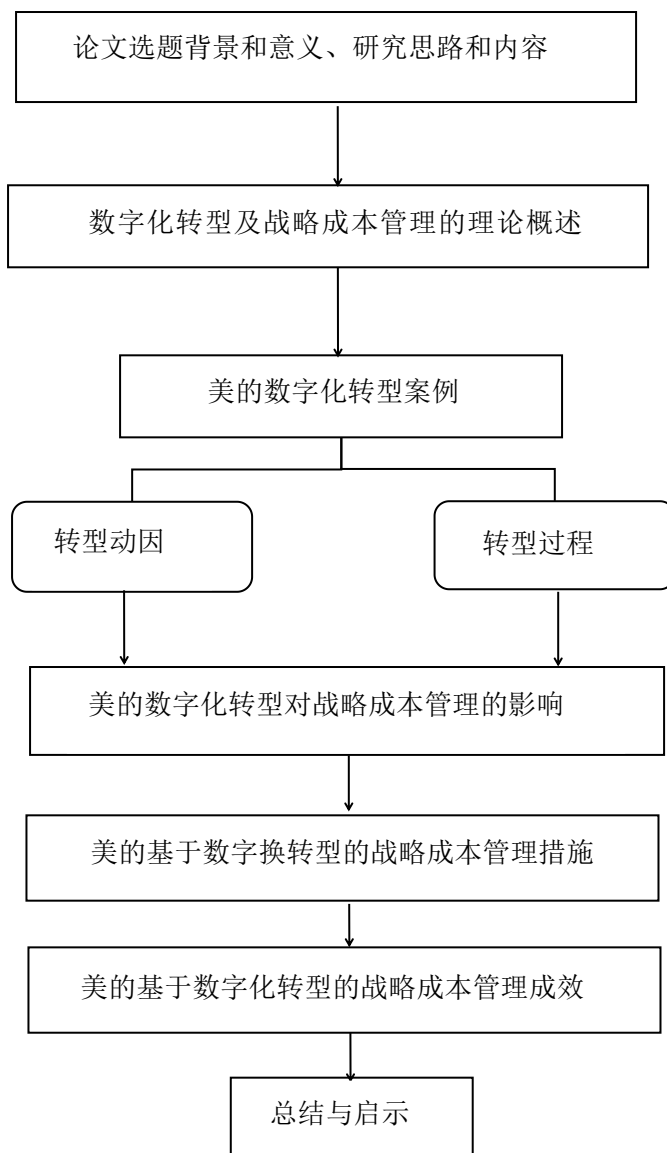 论文选题背景和意义、研究思路和内容
数字化转型及战略成本管理的理论概述
美的数字化转型案例
转型动因
转型过程
美的数字化转型对战略成本管理的影响
美的基于数字换转型的战略成本管理措施
美的基于数字化转型的战略成本管理成效
总结与启示